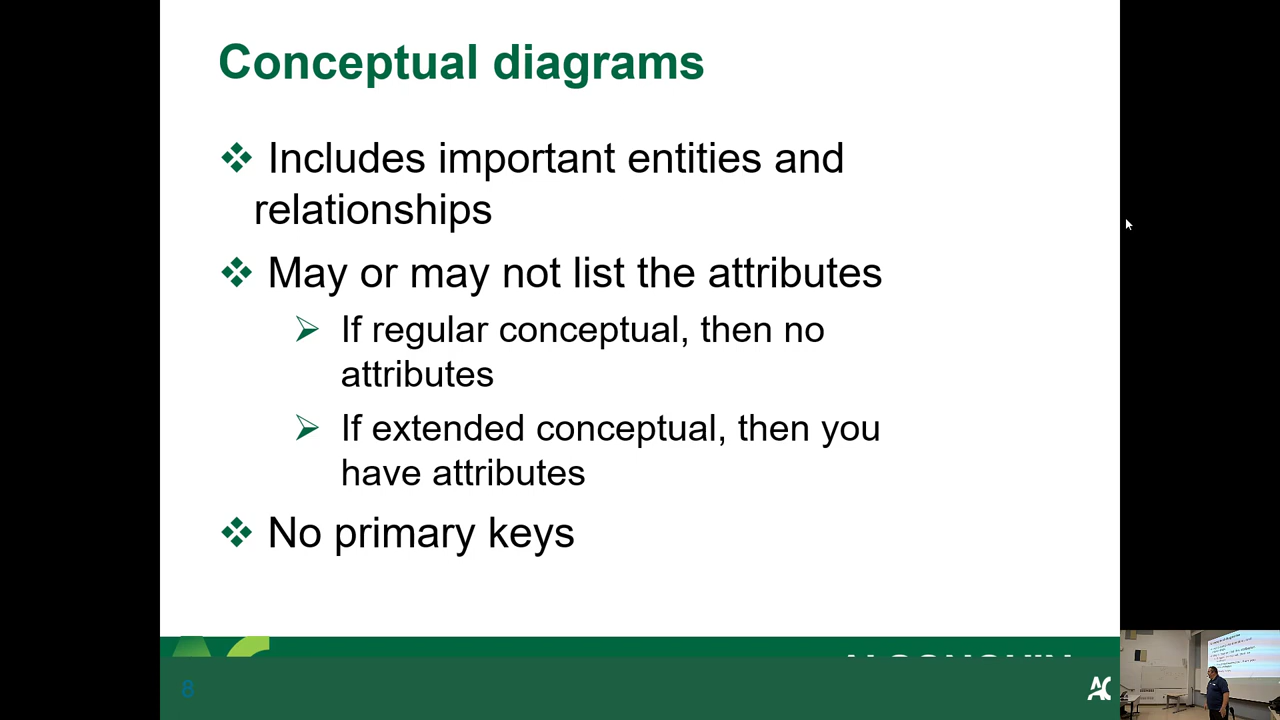 Conceptual diagrams
Includes important entities and
relationships
May or may not list the attributes
If regular conceptual, then no
attributes
If extended conceptual, then you
have attributes
No primary keys
8